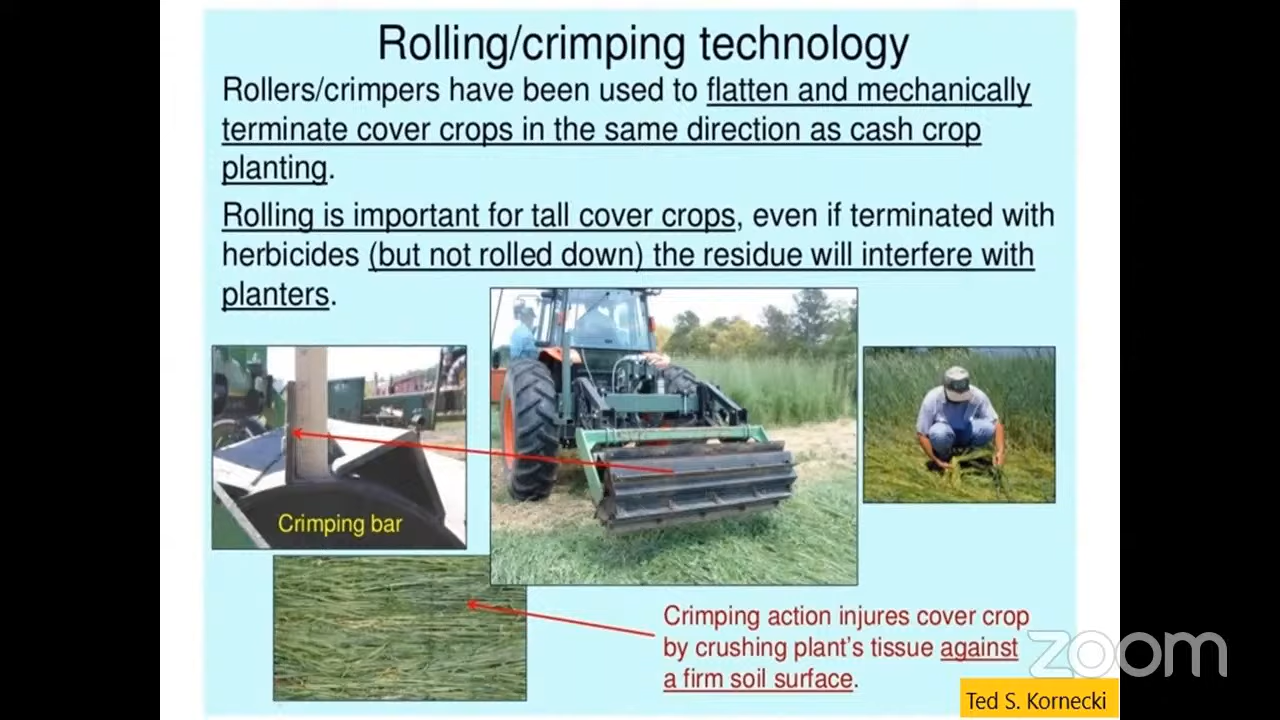 Rolling/crimping technology
Rollers/crimpers have been used to flatten and mechanically
terminate cover crops in the same direction as cash crop
planting.
Rolling is important for tall cover crops, even if terminated with
herbicides (but not rolled down) the residue will interfere with
planters.
Crimping bar
Crimping action injures cover crop
by crushing plant's tissue against
a firm soil surface.
zoom
Ted S. Kornecki